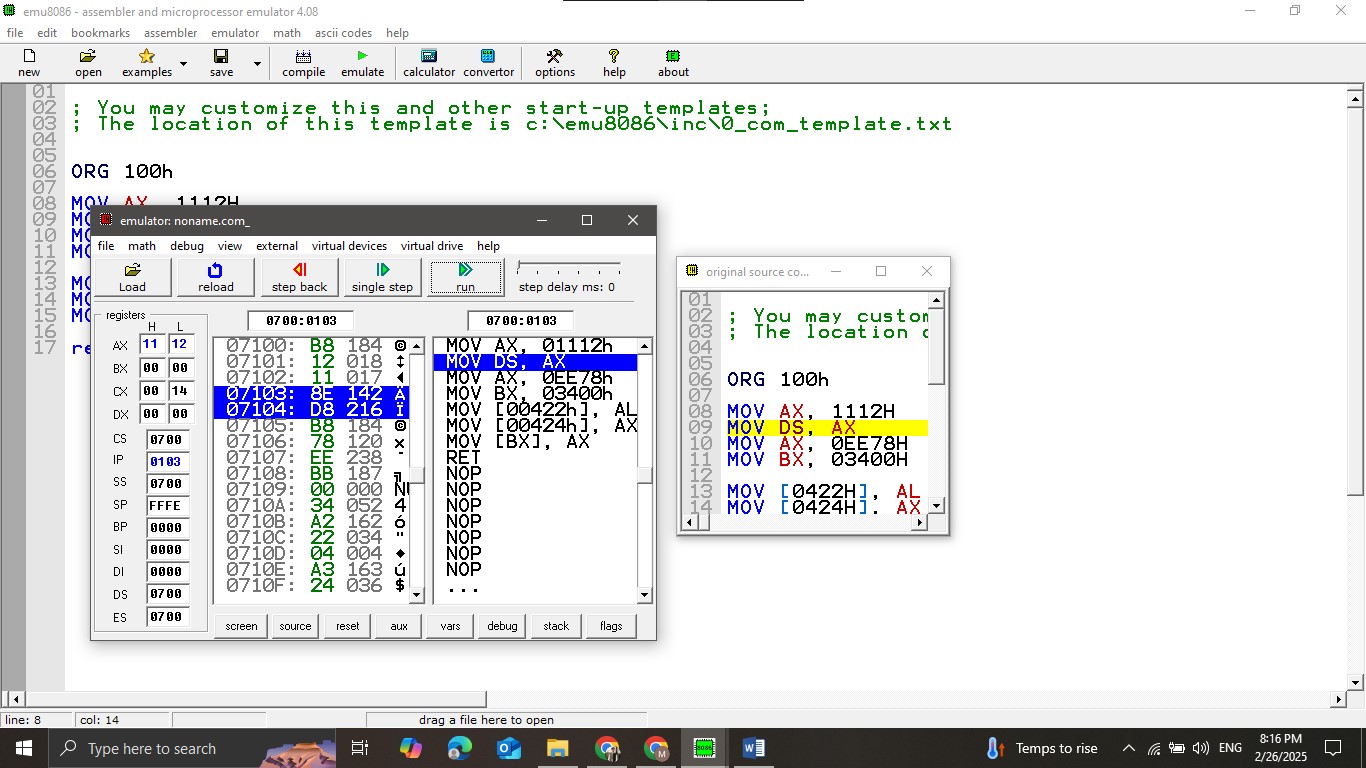 emu8086 - assembler and microprocessor emulator 4.08
file edit bookmarks assembler emulator math ascii codes help
new open examples save compile emulate calculator convertor options help about
01
02 ; You may customize this and other start-up templates;
03 ; The location of this template is c:\emu8086\inc\0_com_template.txt
04
05
06 ORG 100h
07
08 MOV AX, 1112H
09
10
11
12
13
14
15
16
17
emulator: noname.com_
file math debug view external virtual devices virtual drive help
Load reload step back single step run step delay ms: 0
registers
H L
AX 11 12
BX 00 00
CX 00 14
DX 00 00
CS 0700
IP 0103
SS 0700
SP FFFE
BP 0000
SI 0000
DI 0000
DS 0700
ES 0700
0700:0103 0700:0103
07100: B8 184
07101: 12 018 ↕
07102: 11 017 ◄
07103: 8E 142 Ä
07104: D8 216
07105: B8 184
07106: 78 120 x
07107: EE 238
07108: BB 187 ╗
07109: 00 000
0710A: 34 052 4
0710B: A2 162 ó
0710C: 22 034 "
0710D: 04 004 ♦
0710E: A3 163 ú
0710F: 24 036 $
MOV AX, 01112h
MOV DS, AX
MOV AX, 0EE78h
MOV BX, 03400h
MOV [00422h], AL
MOV [00424h], AX
MOV [BX], AX
RET
NOP
NOP
NOP
NOP
NOP
NOP
NOP
...
screen source reset aux vars debug stack flags
original source co...
01
02 ; You may custom
03 ; The location
04
05
06 ORG 100h
07
08 MOV AX, 1112H
09 MOV DS, AX
10 MOV AX, 0EE78H
11 MOV BX, 03400H
12
13 MOV [0422H], AL
14 MOV [0424H], AX
line: 8 col: 14 drag a file here to open
Type here to search Temps to rise ENG 8:16 PM
2/26/2025